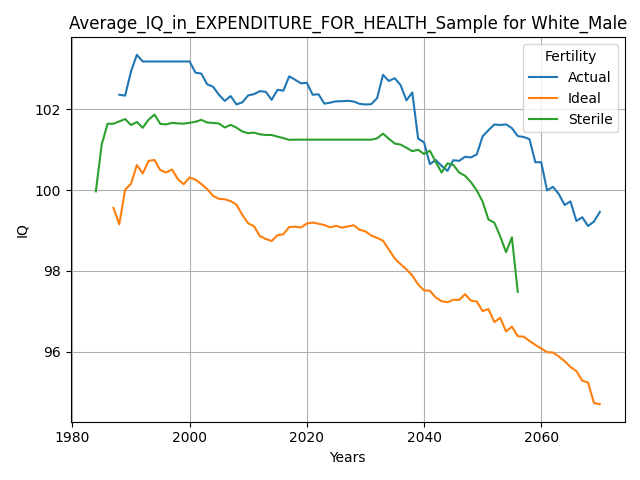 Average_IQ_in_EXPENDITURE_FOR_HEALTH_Sample for White_Male
Fertility
Actual
Ideal
Sterile
102
100
98
96
IQ
1980
2000
2020
2040
2060
Years